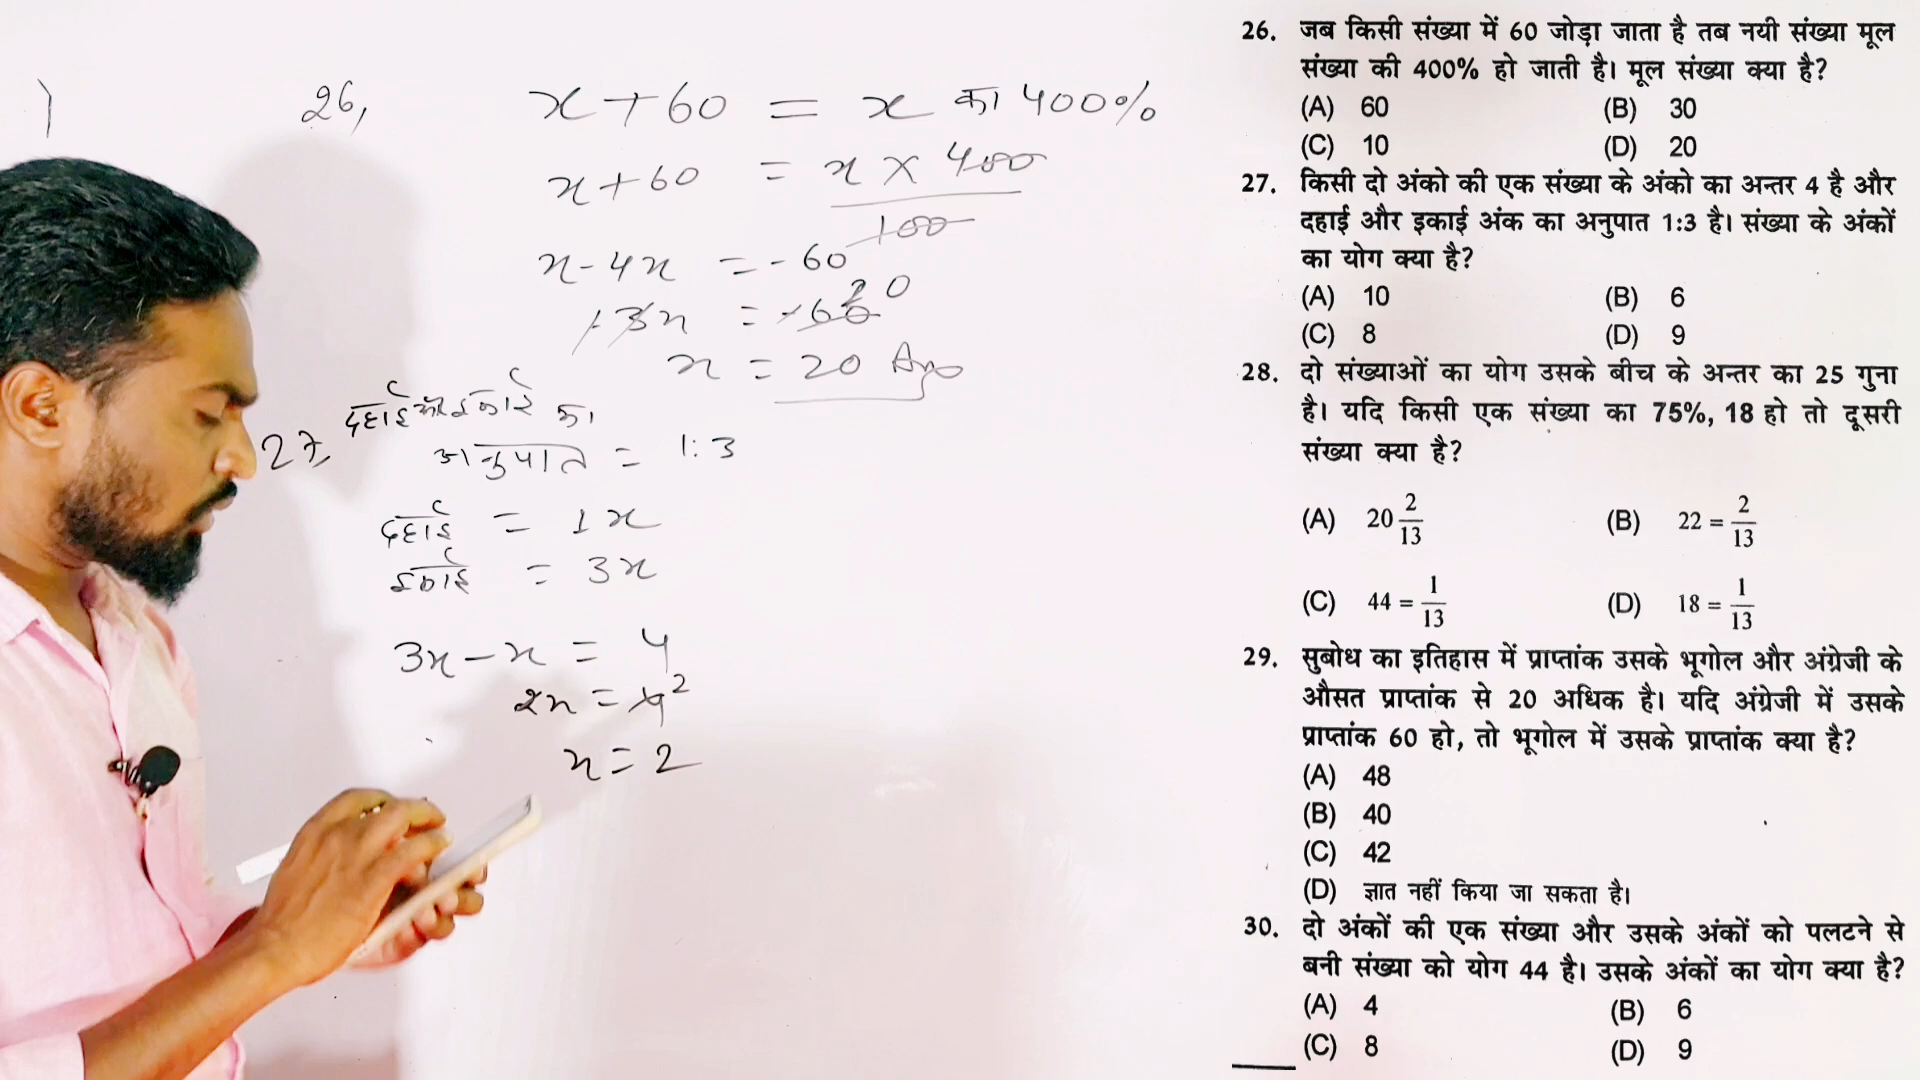 26,
x + 60 = x का 400%
x + 60 = x × 400
100
x - 4x = - 60
- 3x = - 60 20
x = 20 Ans
27,
दहाई और इकाई का
अनुपात = 1:3
दहाई = 1x
इकाई = 3x
3x - x = 4
2x = 4 2
x = 2
26. जब किसी संख्या में 60 जोड़ा जाता है तब नयी संख्या मूल
संख्या की 400% हो जाती है। मूल संख्या क्या है?
(A) 60 (B) 30
(C) 10 (D) 20
27. किसी दो अंको की एक संख्या के अंको का अन्तर 4 है और
दहाई और इकाई अंक का अनुपात 1:3 है। संख्या के अंकों
का योग क्या है?
(A) 10 (B) 6
(C) 8 (D) 9
28. दो संख्याओं का योग उसके बीच के अन्तर का 25 गुना
है। यदि किसी एक संख्या का 75%, 18 हो तो दूसरी
संख्या क्या है?
(A) 20 2/13 (B) 22 = 2/13
(C) 44 = 1/13 (D) 18 = 1/13
29. सुबोध का इतिहास में प्राप्तांक उसके भूगोल और अंग्रेजी के
औसत प्राप्तांक से 20 अधिक है। यदि अंग्रेजी में उसके
प्राप्तांक 60 हो, तो भूगोल में उसके प्राप्तांक क्या है?
(A) 48
(B) 40
(C) 42
(D) ज्ञात नहीं किया जा सकता है।
30. दो अंकों की एक संख्या और उसके अंकों को पलटने से
बनी संख्या को योग 44 है। उसके अंकों का योग क्या है?
(A) 4 (B) 6
(C) 8 (D) 9